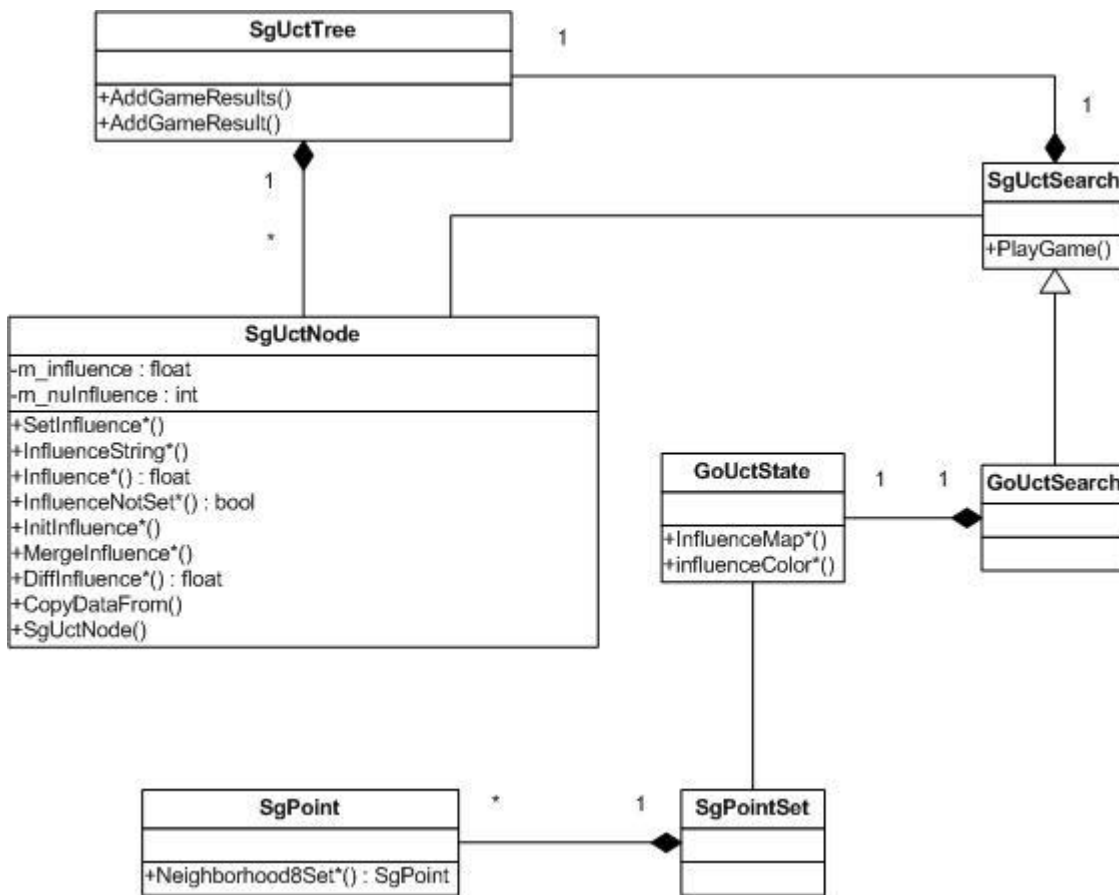 SgUctTree
+AddGameResults()
+AddGameResult()
1
1
SgUctSearch
+PlayGame()
1
*
SgUctNode
-m_influence : float
-m_nuInfluence : int
+SetInfluence*()
+InfluenceString*()
+Influence*() : float
+InfluenceNotSet*() : bool
+InitInfluence*()
+MergeInfluence*()
+DiffInfluence*() : float
+CopyDataFrom()
+SgUctNode()
GoUctState
+InfluenceMap*()
+influenceColor*()
1
1
GoUctSearch
SgPoint
+Neighborhood8Set*() : SgPoint
*
1
SgPointSet